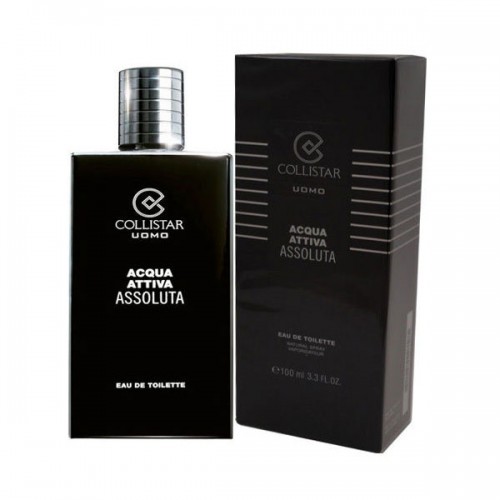 COLLISTAR
UOMO
ACQUA
ATTIVA
ASSOLUTA
EAU DE TOILETTE
COLLISTAR
UOMO
ACQUA
ATTIVA
ASSOLUTA
EAU DE TOILETTE
NATURAL SPRAY
VAPORISATEUR
℮100 ml 3.3 FL.OZ.